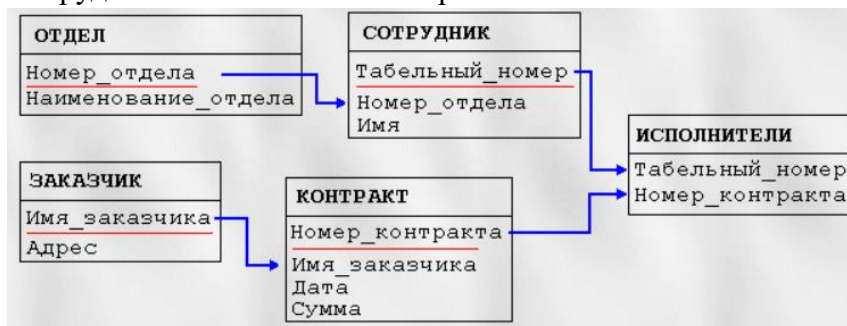 ОТДЕЛ
Номер_отдела
Наименование_отдела
СОТРУДНИК
Табельный_номер
Номер_отдела
Имя
ИСПОЛНИТЕЛИ
Табельный_номер
Номер_контракта
ЗАКАЗЧИК
Имя_заказчика
Адрес
КОНТРАКТ
Номер_контракта
Имя_заказчика
Дата
Сумма